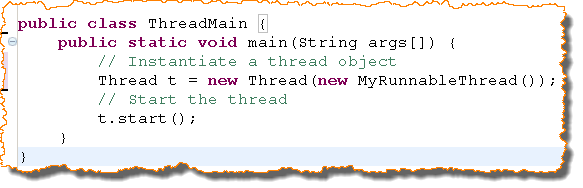 public class ThreadMain {
public static void main(String args[]) {
// Instantiate a thread object
Thread t = new Thread(new MyRunnableThread());
// Start the thread
t.start();
}
}